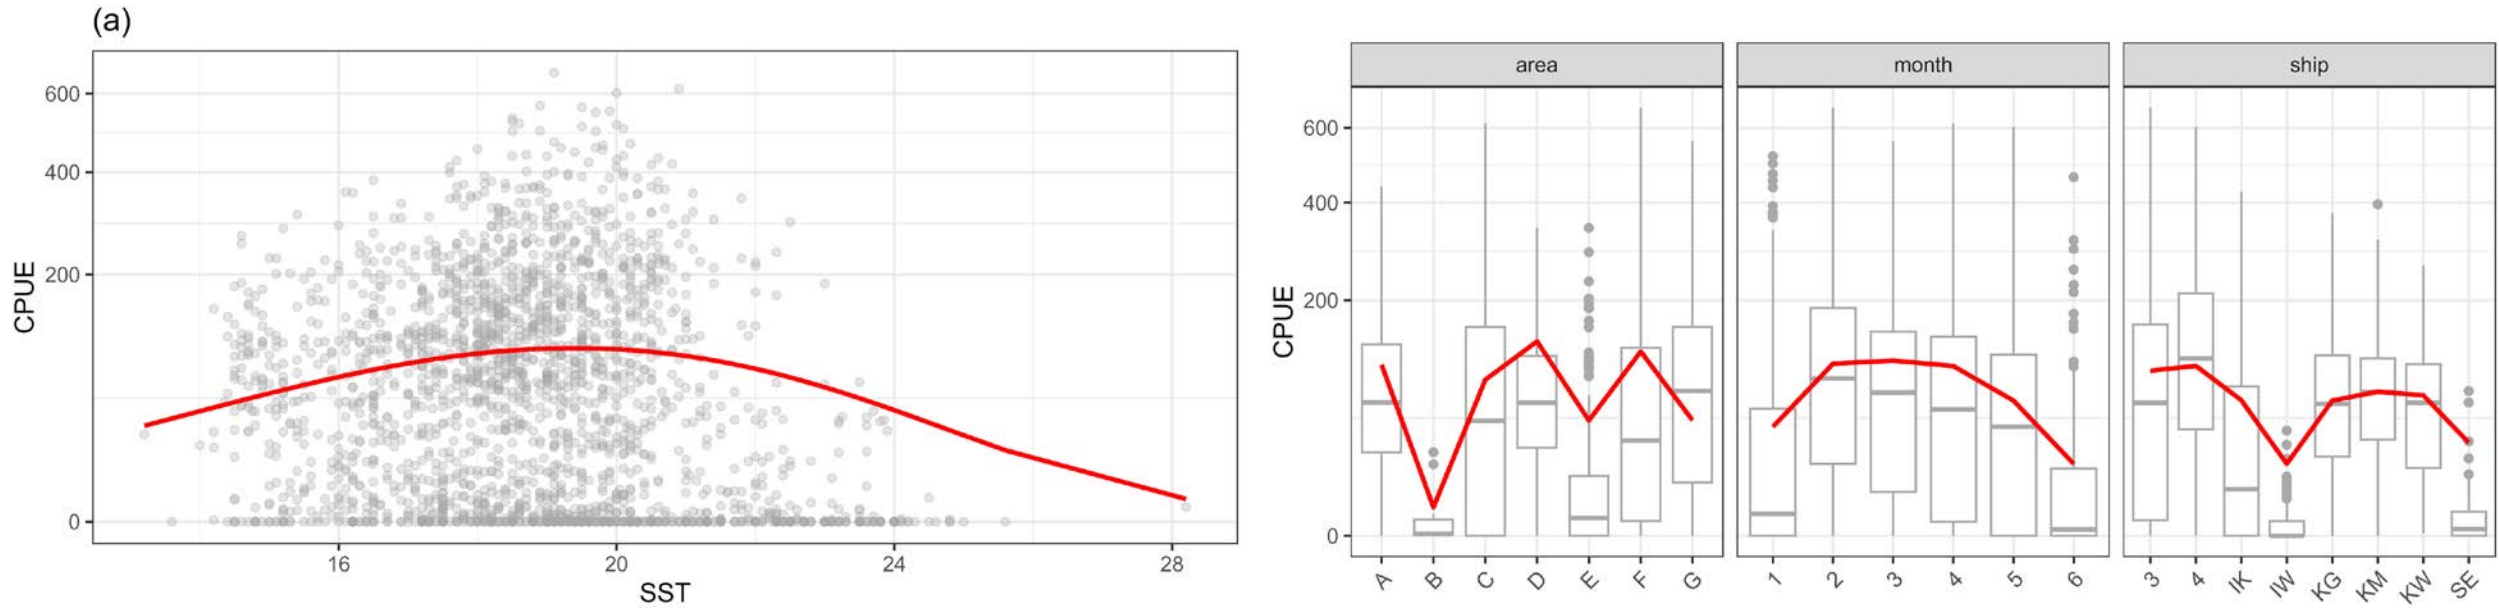 (a)
CPUE
600
400
200
0
16 20 24 28
SST
area month ship
CPUE
600
400
200
0
A B C D E F G 1 2 3 4 5 6 3 4 IK IW KG KM KW SE